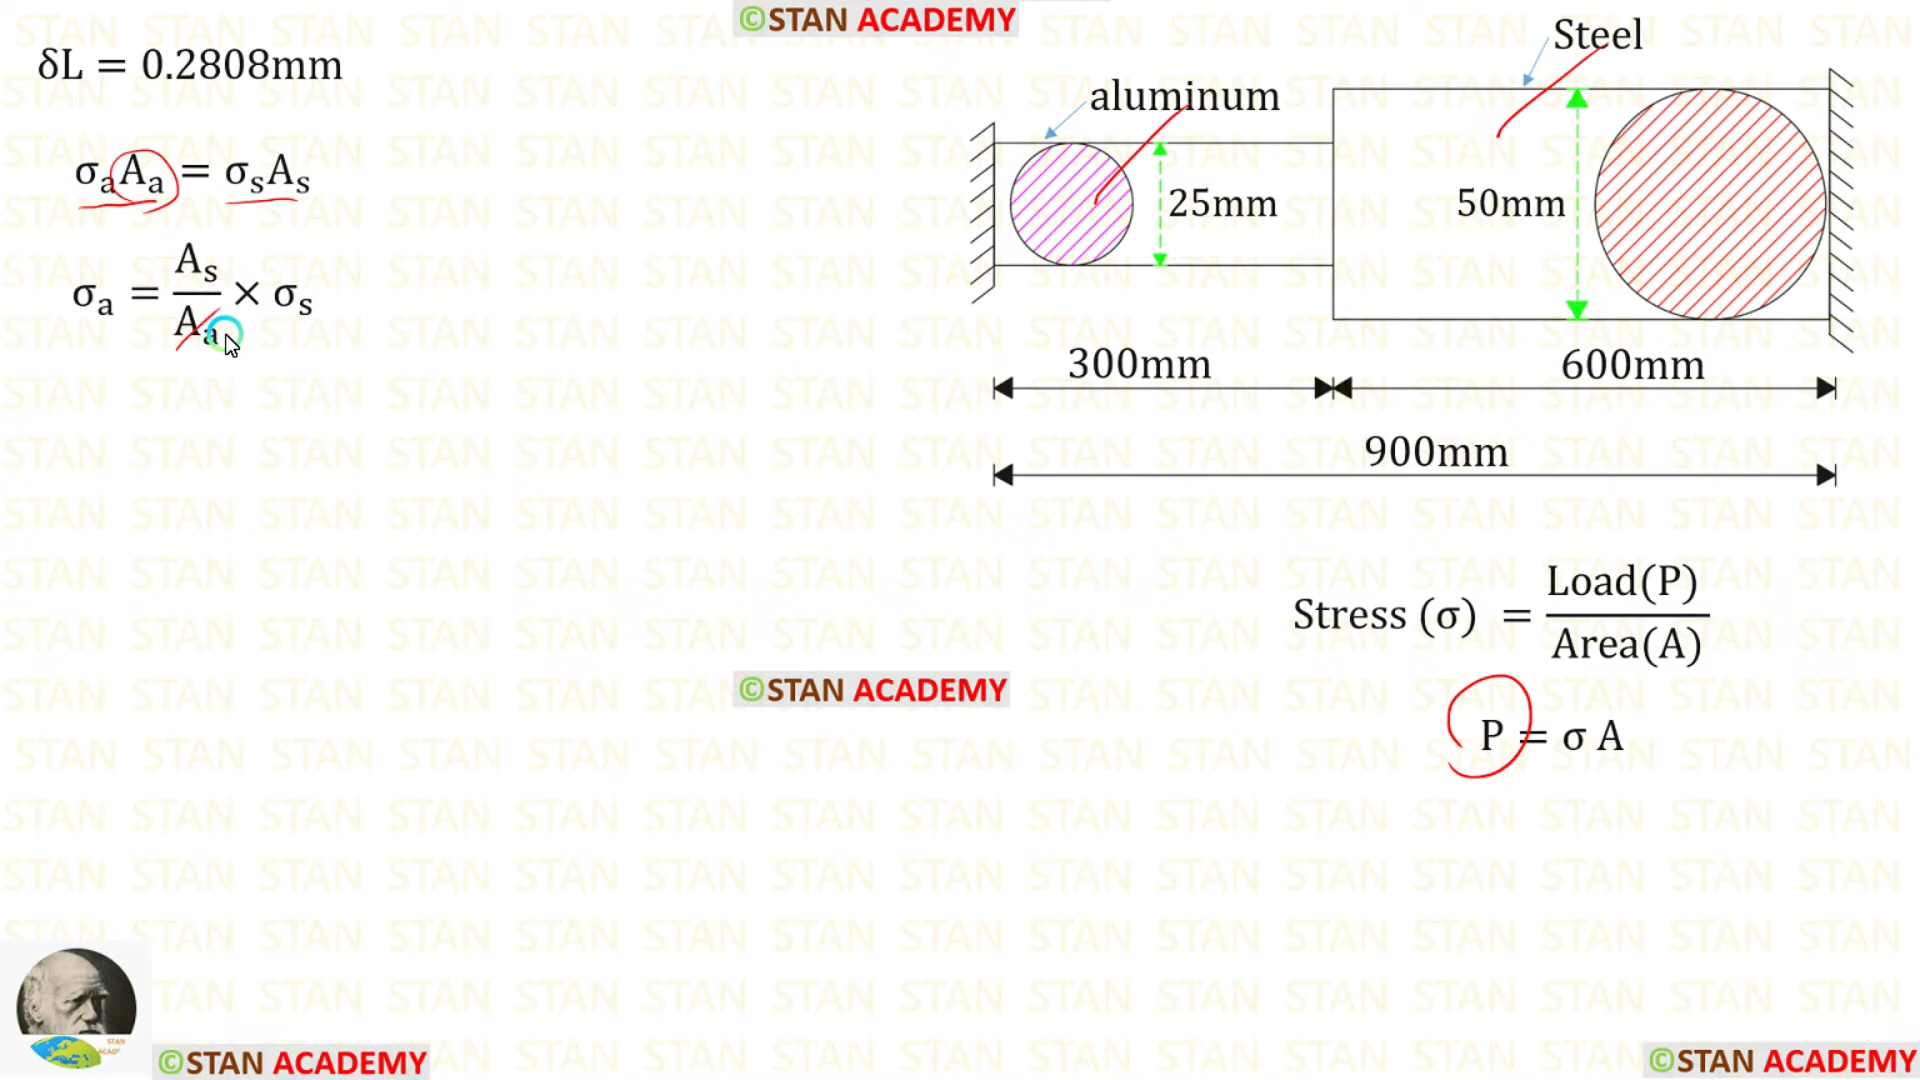 ©STAN ACADEMY
δL = 0.2808mm
σₐAₐ = σₛAₛ
σₐ = Aₛ/Aₐ × σₛ
Steel
aluminum
25mm
50mm
300mm
600mm
900mm
Stress (σ) = Load(P)/Area(A)
©STAN ACADEMY
P = σ A
©STAN ACADEMY
©STAN ACADEMY